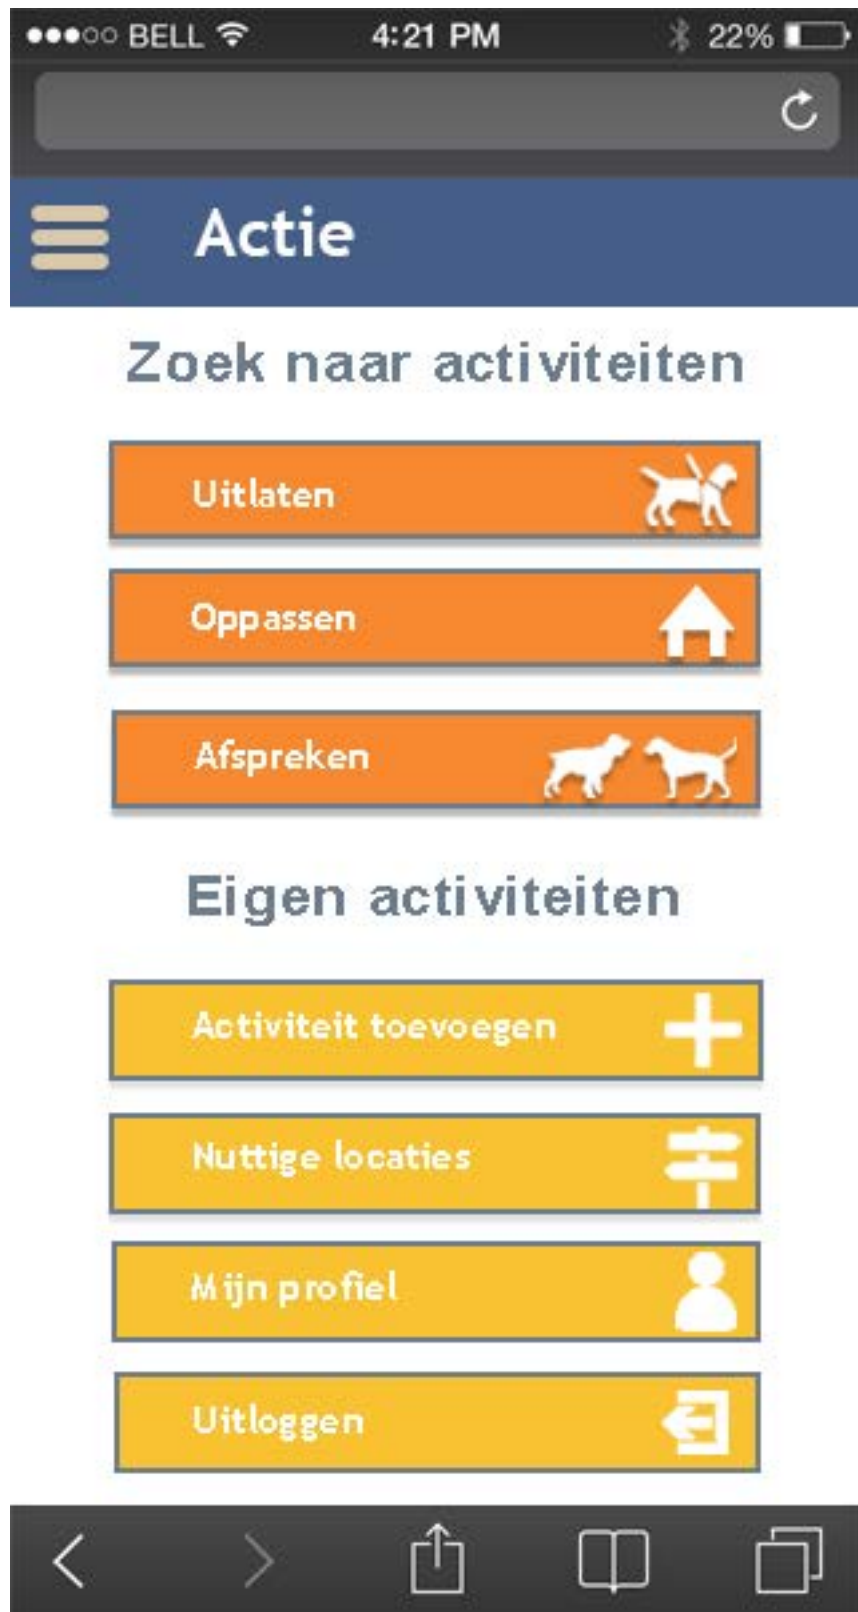 BELL 4:21 PM 22%
Actie
Zoek naar activiteiten
Uitlaten
Oppassen
Afspreken
Eigen activiteiten
Activiteit toevoegen
Nuttige locaties
Mijn profiel
Uitloggen